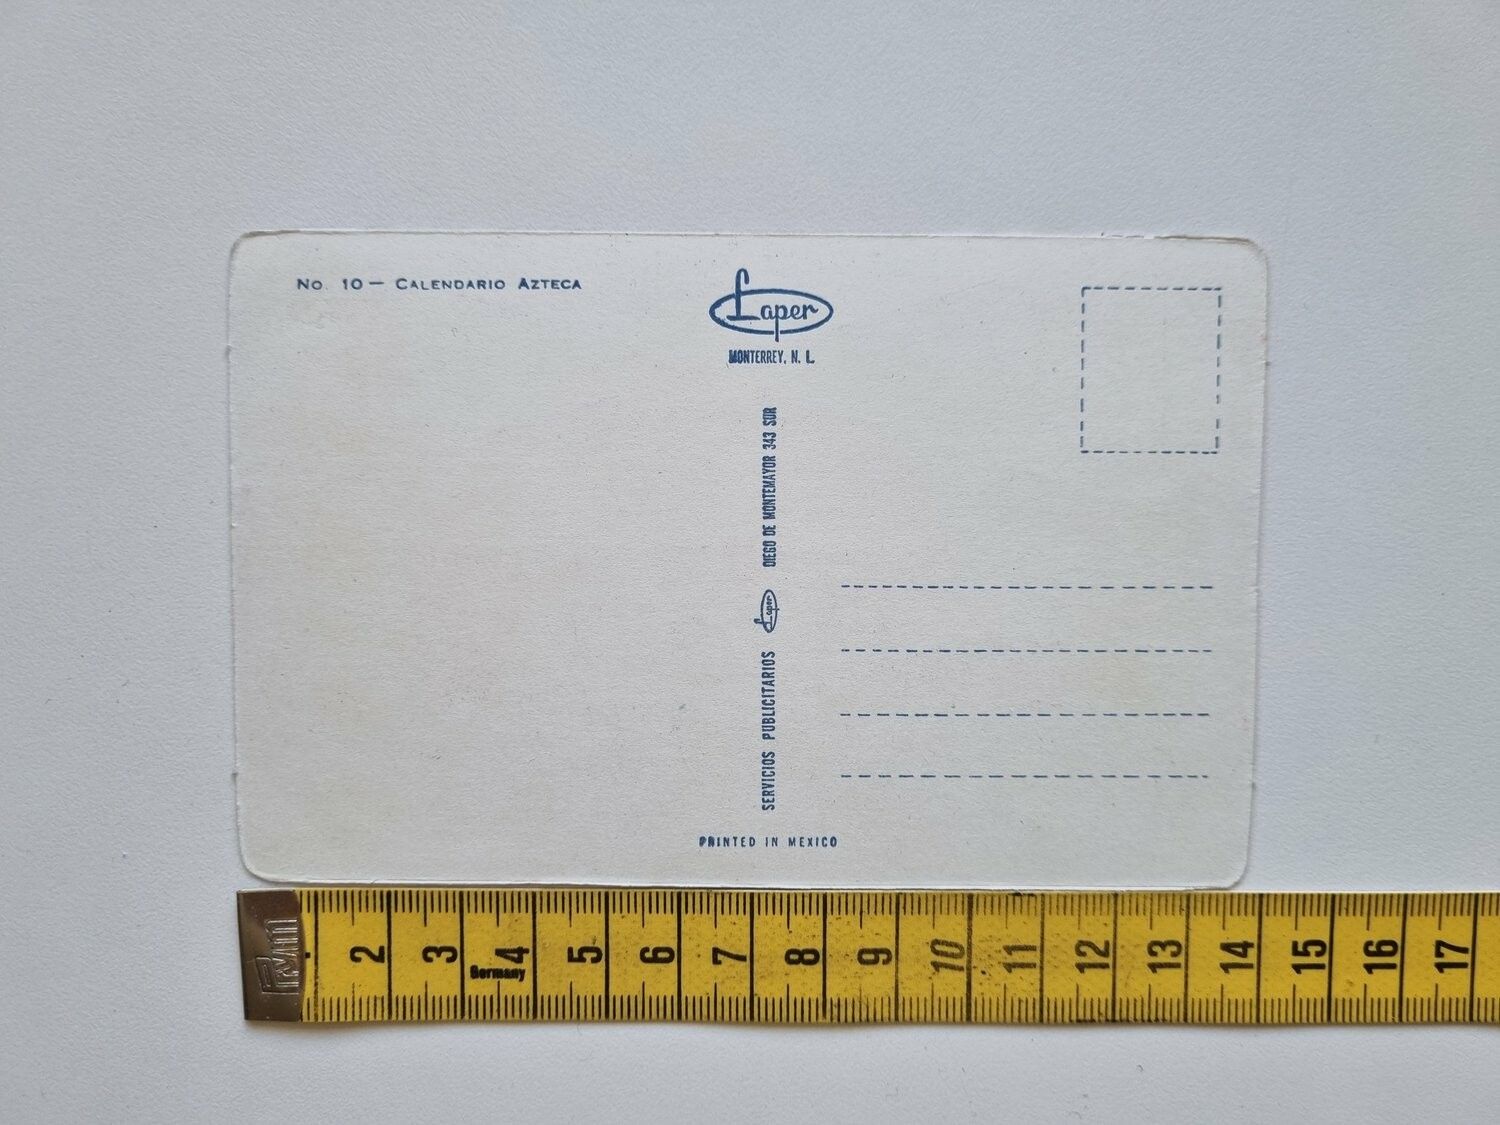 No. 10 — CALENDARIO AZTECA
Laper
MONTERREY, N. L.
SERVICIOS PUBLICITARIOS Laper DIEGO DE MONTEMAYOR 343 SUR
PRINTED IN MEXICO
Prym
2 3 4 5 6 7 8 9 10 11 12 13 14 15 16 17
Germany